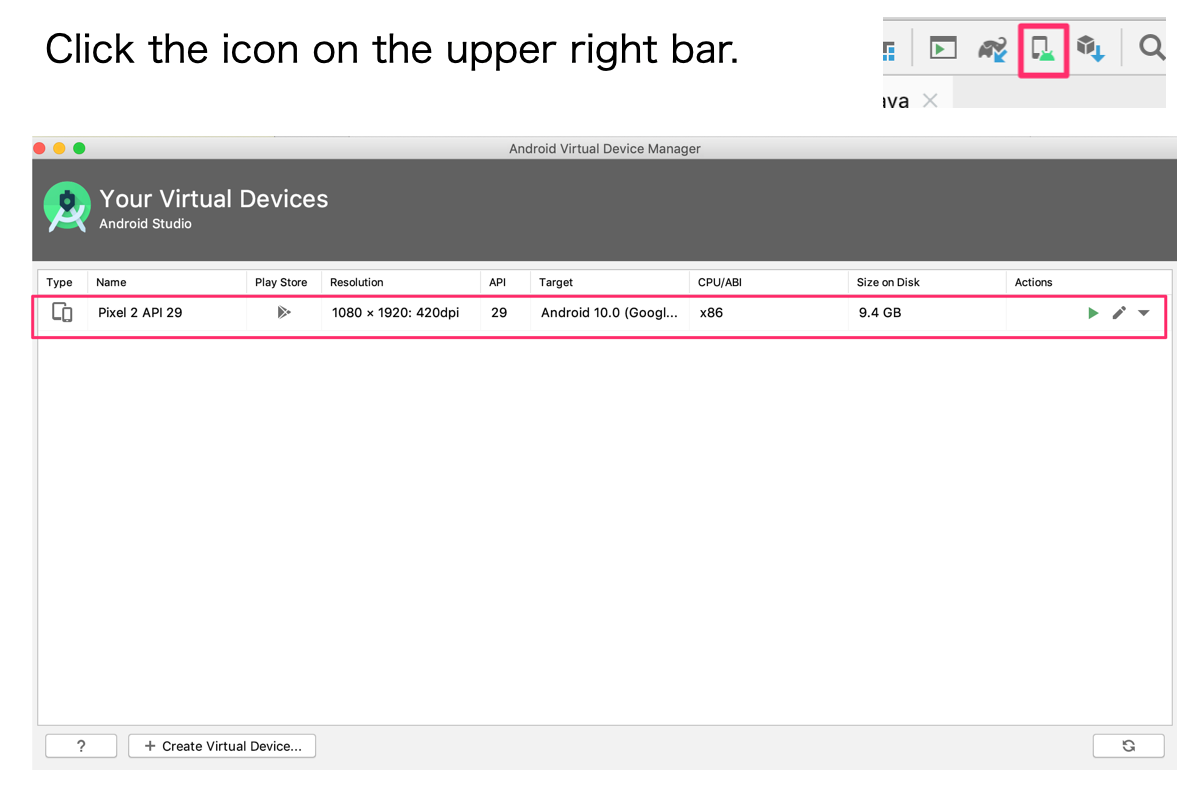 Click the icon on the upper right bar.
ava
Android Virtual Device Manager
Your Virtual Devices
Android Studio
Type Name Play Store Resolution API Target CPU/ABI Size on Disk Actions
Pixel 2 API 29 1080 × 1920: 420dpi 29 Android 10.0 (Googl... x86 9.4 GB
? + Create Virtual Device...